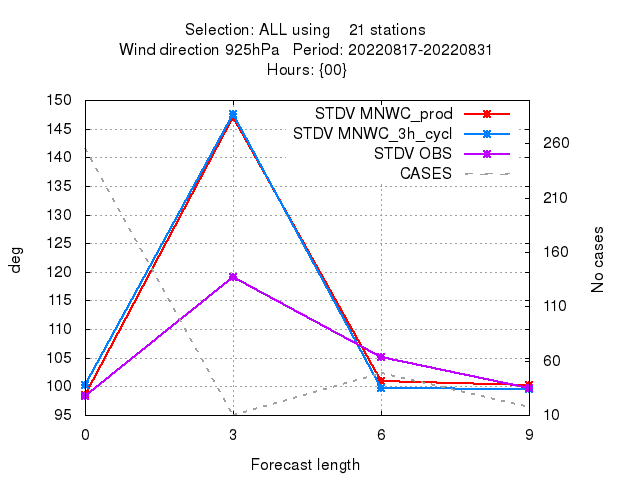 Selection: ALL using    21 stations
Wind direction 925hPa   Period: 20220817-20220831
Hours: {00}
STDV MNWC_prod
STDV MNWC_3h_cycl
STDV OBS
CASES
150
145
140
135
130
125
120
115
110
105
100
95
deg
260
210
160
110
60
10
No cases
0 3 6 9
Forecast length